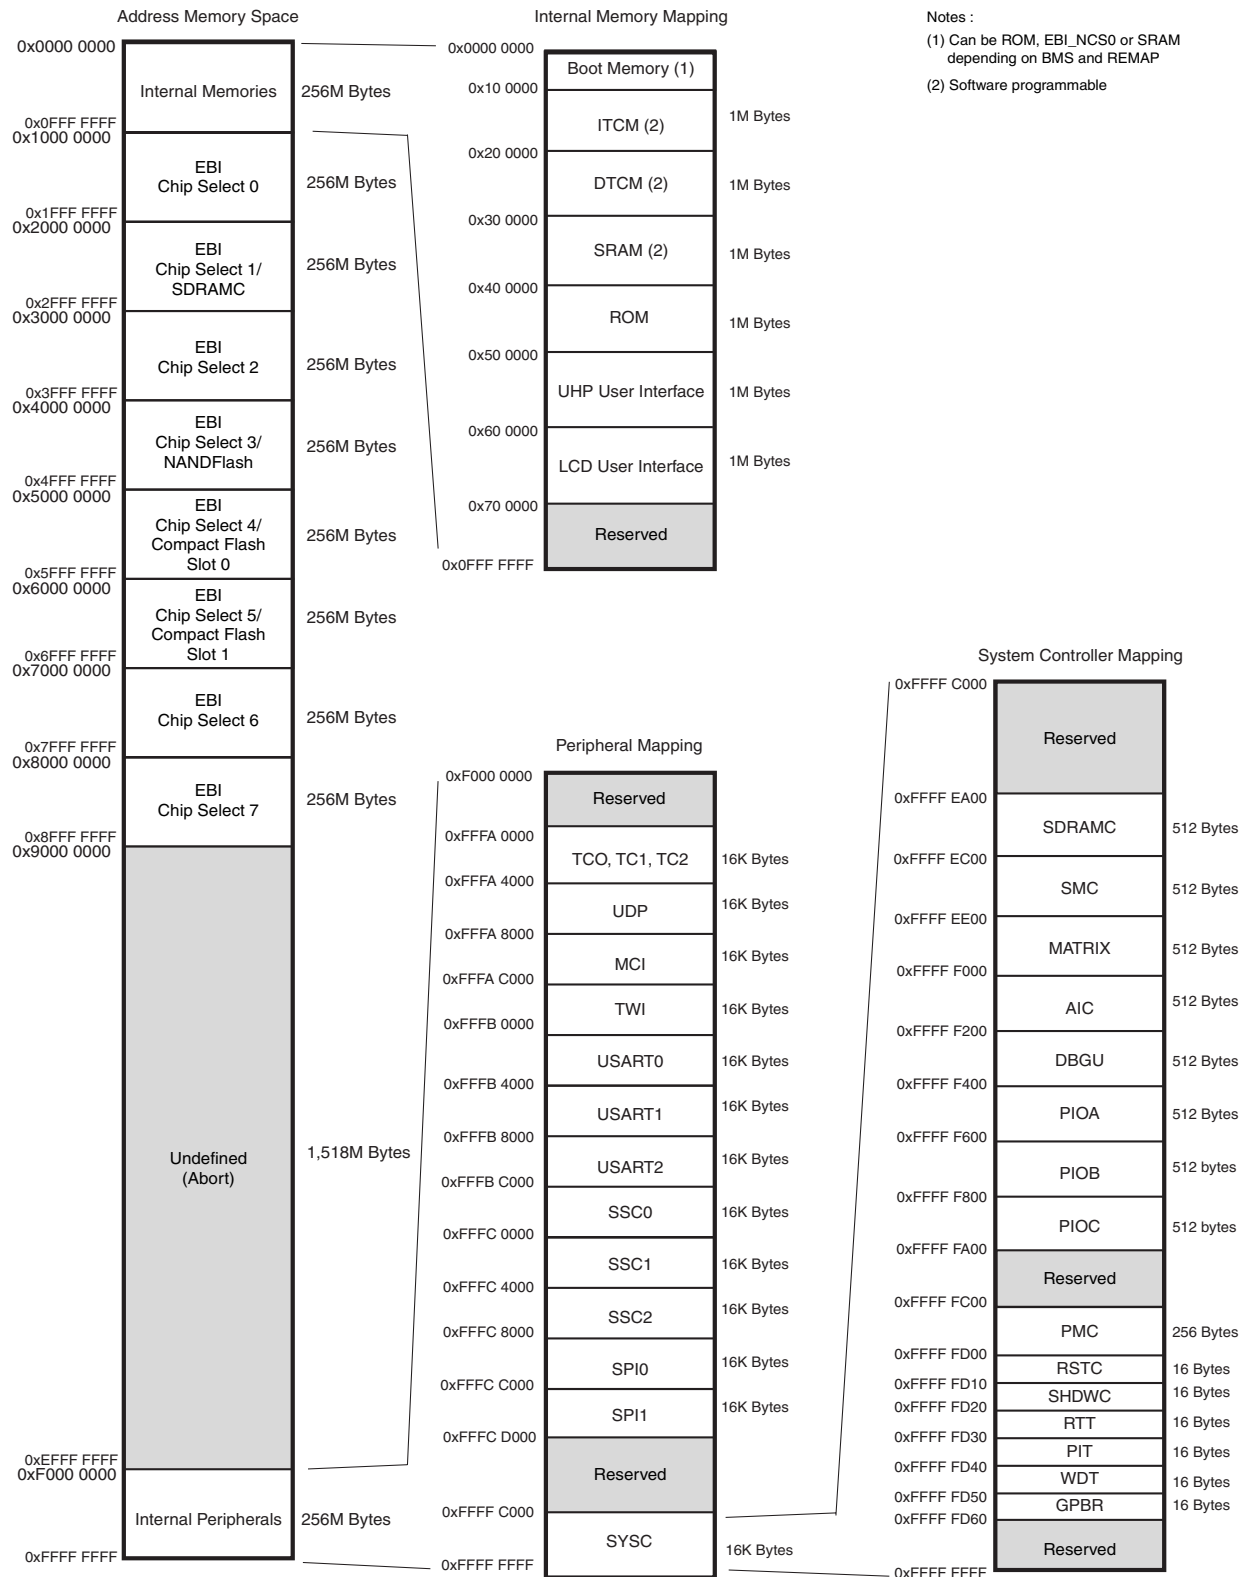 Address Memory Space
0x0000 0000
Internal Memories
256M Bytes
0x0FFF FFFF
0x1000 0000
EBI
Chip Select 0
256M Bytes
0x1FFF FFFF
0x2000 0000
EBI
Chip Select 1/
SDRAMC
256M Bytes
0x2FFF FFFF
0x3000 0000
EBI
Chip Select 2
256M Bytes
0x3FFF FFFF
0x4000 0000
EBI
Chip Select 3/
NANDFlash
256M Bytes
0x4FFF FFFF
0x5000 0000
EBI
Chip Select 4/
Compact Flash
Slot 0
256M Bytes
0x5FFF FFFF
0x6000 0000
EBI
Chip Select 5/
Compact Flash
Slot 1
256M Bytes
0x6FFF FFFF
0x7000 0000
EBI
Chip Select 6
256M Bytes
0x7FFF FFFF
0x8000 0000
EBI
Chip Select 7
256M Bytes
0x8FFF FFFF
0x9000 0000
Undefined
(Abort)
1,518M Bytes
0xEFFF FFFF
0xF000 0000
Internal Peripherals
256M Bytes
0xFFFF FFFF
Internal Memory Mapping
0x0000 0000
Boot Memory (1)
0x10 0000
ITCM (2)
1M Bytes
0x20 0000
DTCM (2)
1M Bytes
0x30 0000
SRAM (2)
1M Bytes
0x40 0000
ROM
1M Bytes
0x50 0000
UHP User Interface
1M Bytes
0x60 0000
LCD User Interface
1M Bytes
0x70 0000
Reserved
0x0FFF FFFF
Notes :
(1) Can be ROM, EBI_NCS0 or SRAM
depending on BMS and REMAP
(2) Software programmable
Peripheral Mapping
0xF000 0000
Reserved
0xFFFA 0000
TCO, TC1, TC2
16K Bytes
0xFFFA 4000
UDP
16K Bytes
0xFFFA 8000
MCI
16K Bytes
0xFFFA C000
TWI
16K Bytes
0xFFFB 0000
USART0
16K Bytes
0xFFFB 4000
USART1
16K Bytes
0xFFFB 8000
USART2
16K Bytes
0xFFFB C000
SSC0
16K Bytes
0xFFFC 0000
SSC1
16K Bytes
0xFFFC 4000
SSC2
16K Bytes
0xFFFC 8000
SPI0
16K Bytes
0xFFFC C000
SPI1
16K Bytes
0xFFFC D000
Reserved
0xFFFF C000
SYSC
16K Bytes
0xFFFF FFFF
System Controller Mapping
0xFFFF C000
Reserved
0xFFFF EA00
SDRAMC
512 Bytes
0xFFFF EC00
SMC
512 Bytes
0xFFFF EE00
MATRIX
512 Bytes
0xFFFF F000
AIC
512 Bytes
0xFFFF F200
DBGU
512 Bytes
0xFFFF F400
PIOA
512 Bytes
0xFFFF F600
PIOB
512 bytes
0xFFFF F800
PIOC
512 bytes
0xFFFF FA00
Reserved
0xFFFF FC00
PMC
256 Bytes
0xFFFF FD00
RSTC
16 Bytes
0xFFFF FD10
SHDWC
16 Bytes
0xFFFF FD20
RTT
16 Bytes
0xFFFF FD30
PIT
16 Bytes
0xFFFF FD40
WDT
16 Bytes
0xFFFF FD50
GPBR
16 Bytes
0xFFFF FD60
Reserved
0xFFFF FFFF